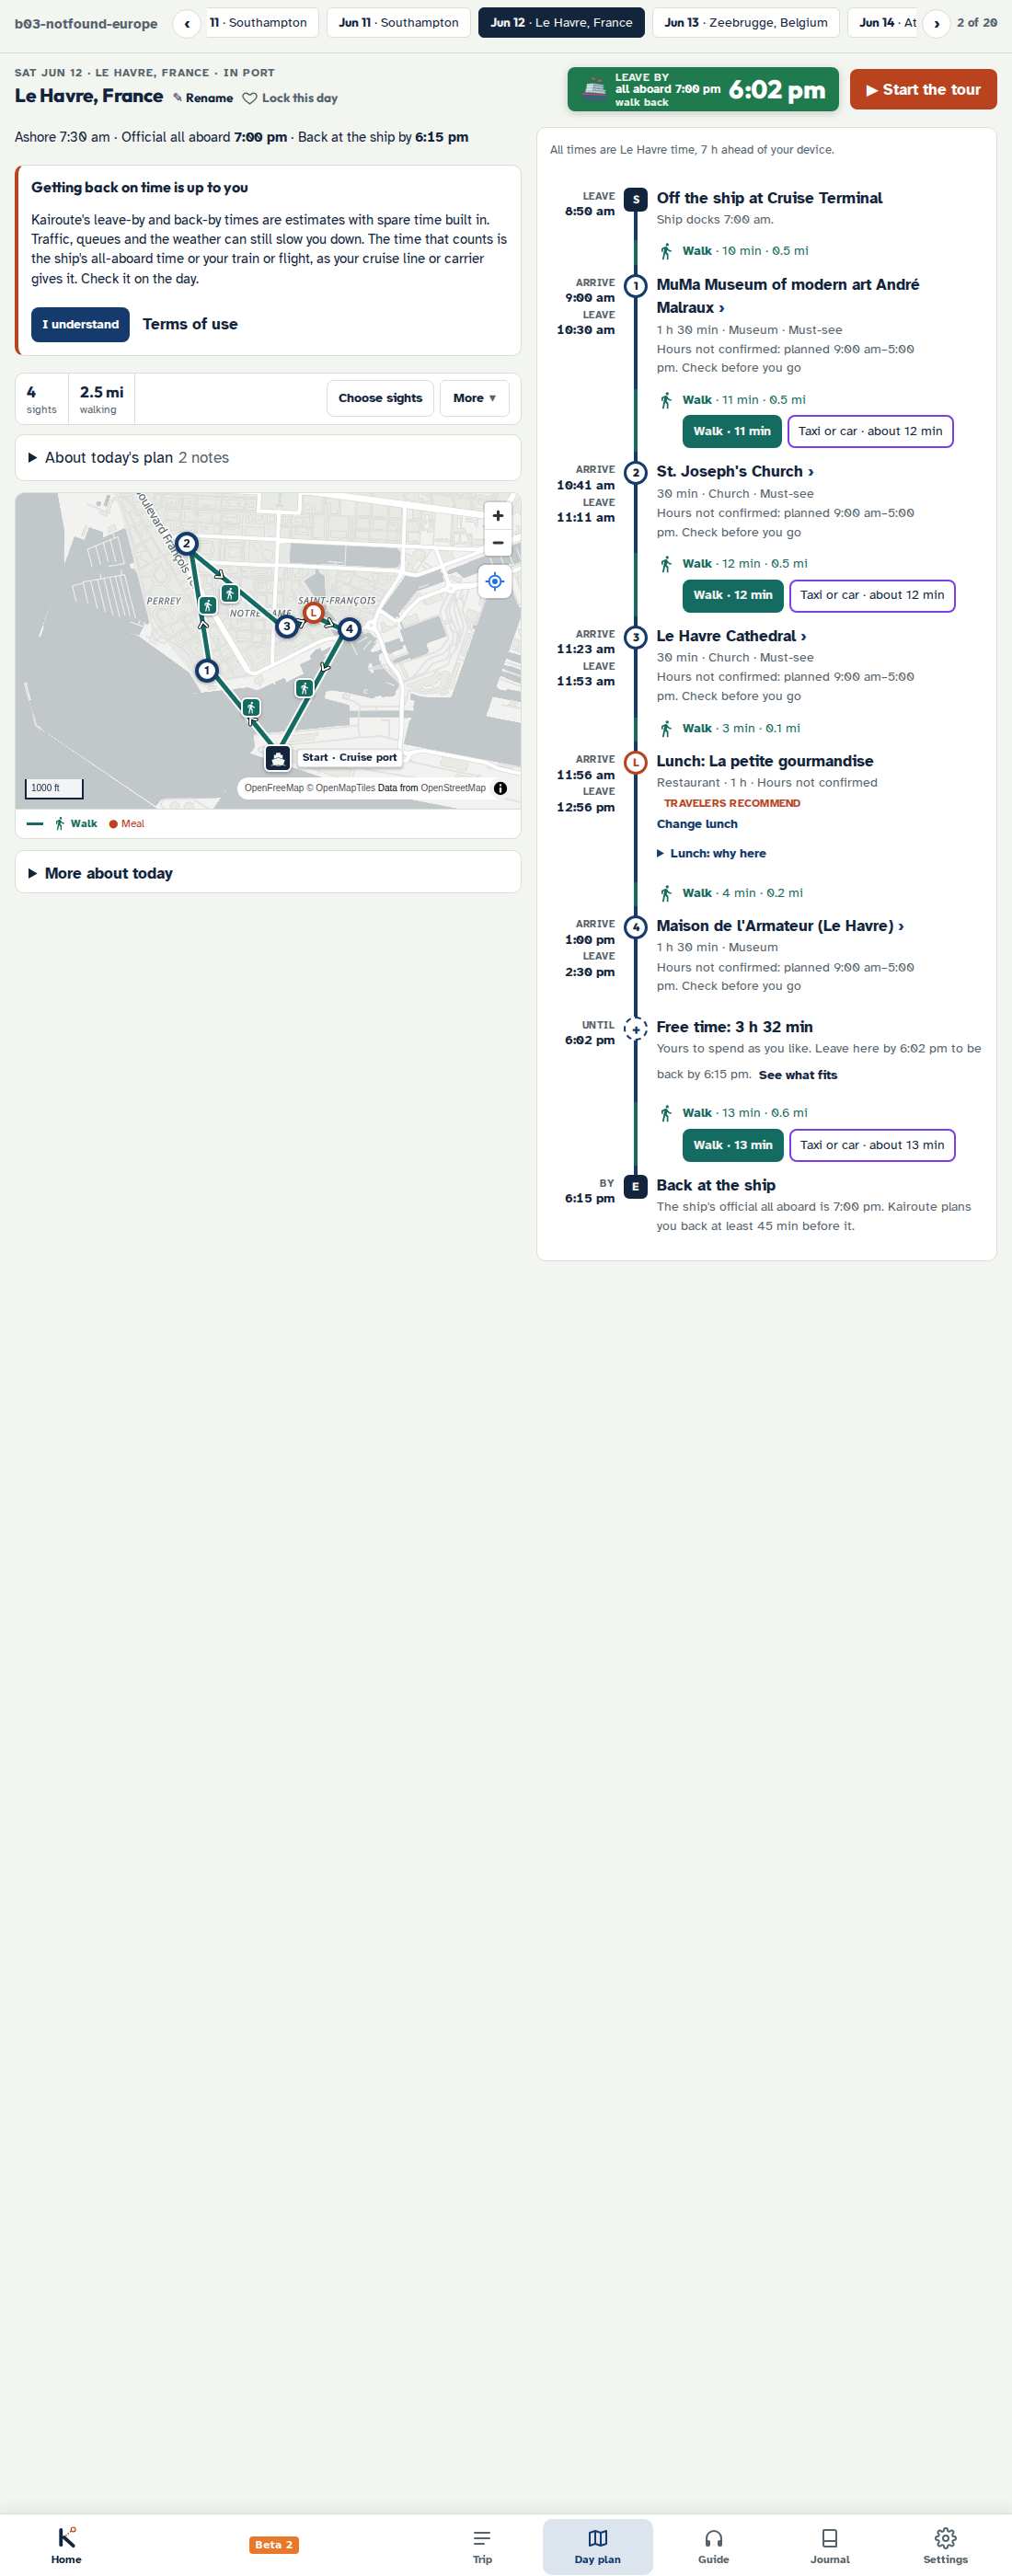 b03-notfound-europe
‹
11 · Southampton
Jun 11 · Southampton
Jun 12 · Le Havre, France
Jun 13 · Zeebrugge, Belgium
Jun 14 · At
›
2 of 20
SAT JUN 12 · LE HAVRE, FRANCE · IN PORT
Le Havre, France
✎ Rename
Lock this day
LEAVE BY
all aboard 7:00 pm
walk back
6:02 pm
▶ Start the tour
Ashore 7:30 am · Official all aboard 7:00 pm · Back at the ship by 6:15 pm
Getting back on time is up to you
Kairoute's leave-by and back-by times are estimates with spare time built in.
Traffic, queues and the weather can still slow you down. The time that counts is
the ship's all-aboard time or your train or flight, as your cruise line or carrier
gives it. Check it on the day.
I understand
Terms of use
4
sights
2.5 mi
walking
Choose sights
More ▼
▶ About today's plan 2 notes
2
PERREY
NOTRE-DAME
SAINT-FRANÇOIS
L
3
4
1
+
−
Start · Cruise port
1000 ft
OpenFreeMap © OpenMapTiles Data from OpenStreetMap
Walk
Meal
▶ More about today
All times are Le Havre time, 7 h ahead of your device.
LEAVE
8:50 am
S
Off the ship at Cruise Terminal
Ship docks 7:00 am.
Walk · 10 min · 0.5 mi
ARRIVE
9:00 am
LEAVE
10:30 am
1
MuMa Museum of modern art André
Malraux ›
1 h 30 min · Museum · Must-see
Hours not confirmed: planned 9:00 am–5:00
pm. Check before you go
Walk · 11 min · 0.5 mi
Walk · 11 min
Taxi or car · about 12 min
ARRIVE
10:41 am
LEAVE
11:11 am
2
St. Joseph's Church ›
30 min · Church · Must-see
Hours not confirmed: planned 9:00 am–5:00
pm. Check before you go
Walk · 12 min · 0.5 mi
Walk · 12 min
Taxi or car · about 12 min
ARRIVE
11:23 am
LEAVE
11:53 am
3
Le Havre Cathedral ›
30 min · Church · Must-see
Hours not confirmed: planned 9:00 am–5:00
pm. Check before you go
Walk · 3 min · 0.1 mi
ARRIVE
11:56 am
LEAVE
12:56 pm
L
Lunch: La petite gourmandise
Restaurant · 1 h · Hours not confirmed
TRAVELERS RECOMMEND
Change lunch
▶ Lunch: why here
Walk · 4 min · 0.2 mi
ARRIVE
1:00 pm
LEAVE
2:30 pm
4
Maison de l'Armateur (Le Havre) ›
1 h 30 min · Museum
Hours not confirmed: planned 9:00 am–5:00
pm. Check before you go
UNTIL
6:02 pm
+
Free time: 3 h 32 min
Yours to spend as you like. Leave here by 6:02 pm to be
back by 6:15 pm. See what fits
Walk · 13 min · 0.6 mi
Walk · 13 min
Taxi or car · about 13 min
BY
6:15 pm
E
Back at the ship
The ship's official all aboard is 7:00 pm. Kairoute plans
you back at least 45 min before it.
Home
Beta 2
Trip
Day plan
Guide
Journal
Settings